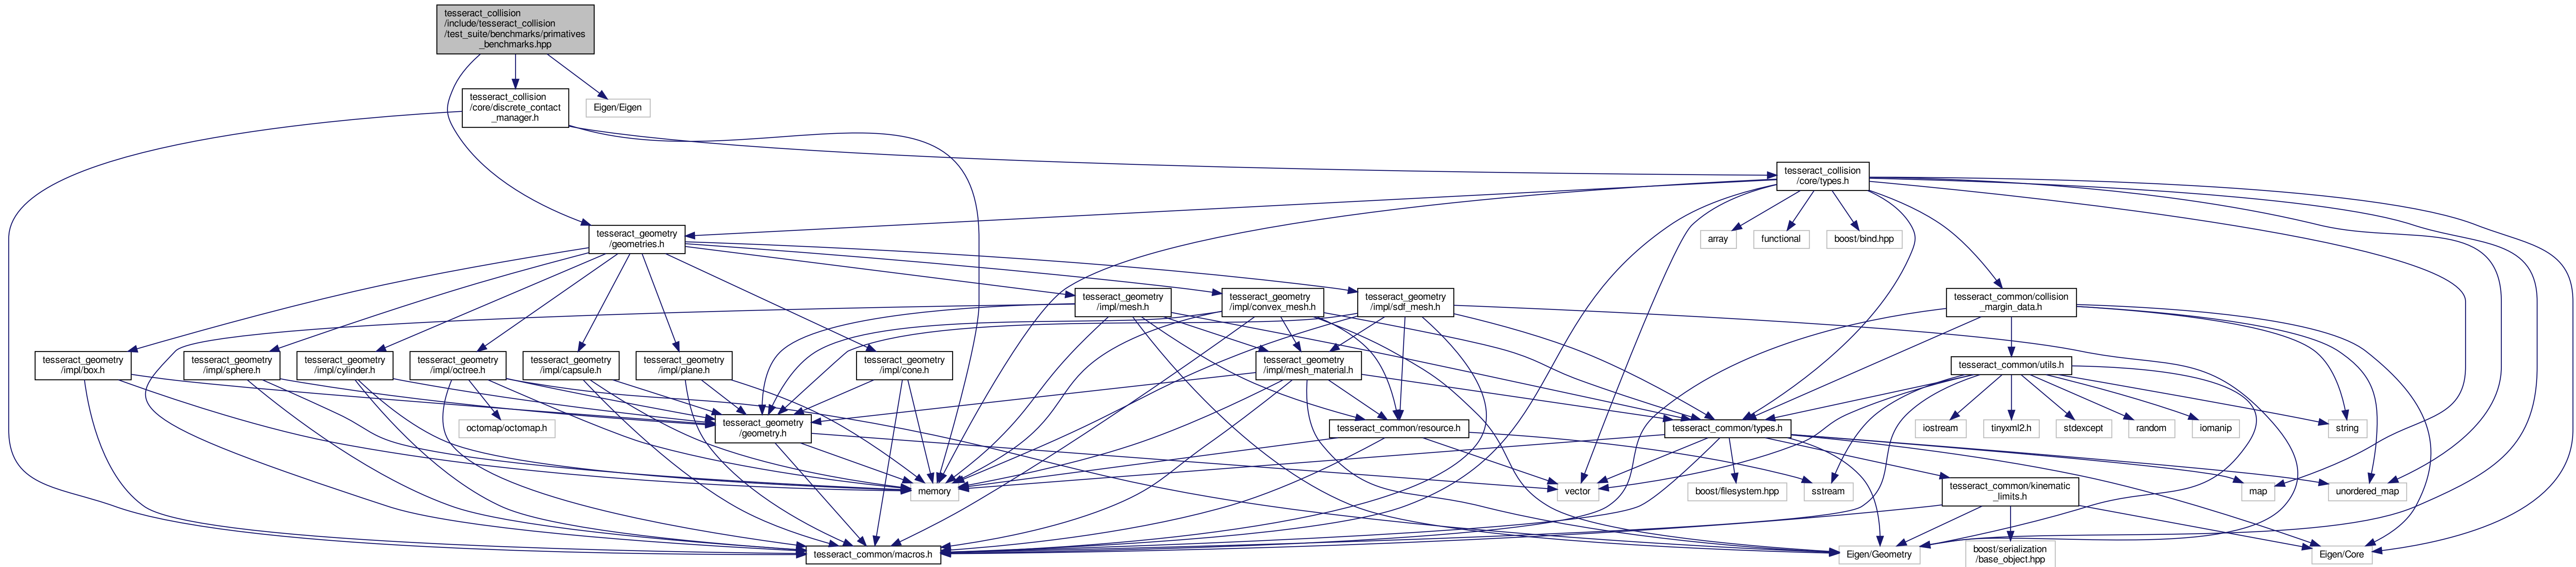 tesseract_collision
/include/tesseract_collision
/test_suite/benchmarks/primatives
_benchmarks.hpp
tesseract_collision
/core/discrete_contact
_manager.h
Eigen/Eigen
tesseract_collision
/core/types.h
tesseract_geometry
/geometries.h
array
functional
boost/bind.hpp
tesseract_geometry
/impl/mesh.h
tesseract_geometry
/impl/convex_mesh.h
tesseract_geometry
/impl/sdf_mesh.h
tesseract_common/collision
_margin_data.h
tesseract_geometry
/impl/box.h
tesseract_geometry
/impl/sphere.h
tesseract_geometry
/impl/cylinder.h
tesseract_geometry
/impl/octree.h
tesseract_geometry
/impl/capsule.h
tesseract_geometry
/impl/plane.h
tesseract_geometry
/impl/cone.h
tesseract_geometry
/impl/mesh_material.h
tesseract_common/utils.h
octomap/octomap.h
tesseract_geometry
/geometry.h
tesseract_common/resource.h
tesseract_common/types.h
iostream
tinyxml2.h
stdexcept
random
iomanip
string
memory
vector
boost/filesystem.hpp
sstream
tesseract_common/kinematic
_limits.h
map
unordered_map
tesseract_common/macros.h
Eigen/Geometry
boost/serialization
/base_object.hpp
Eigen/Core